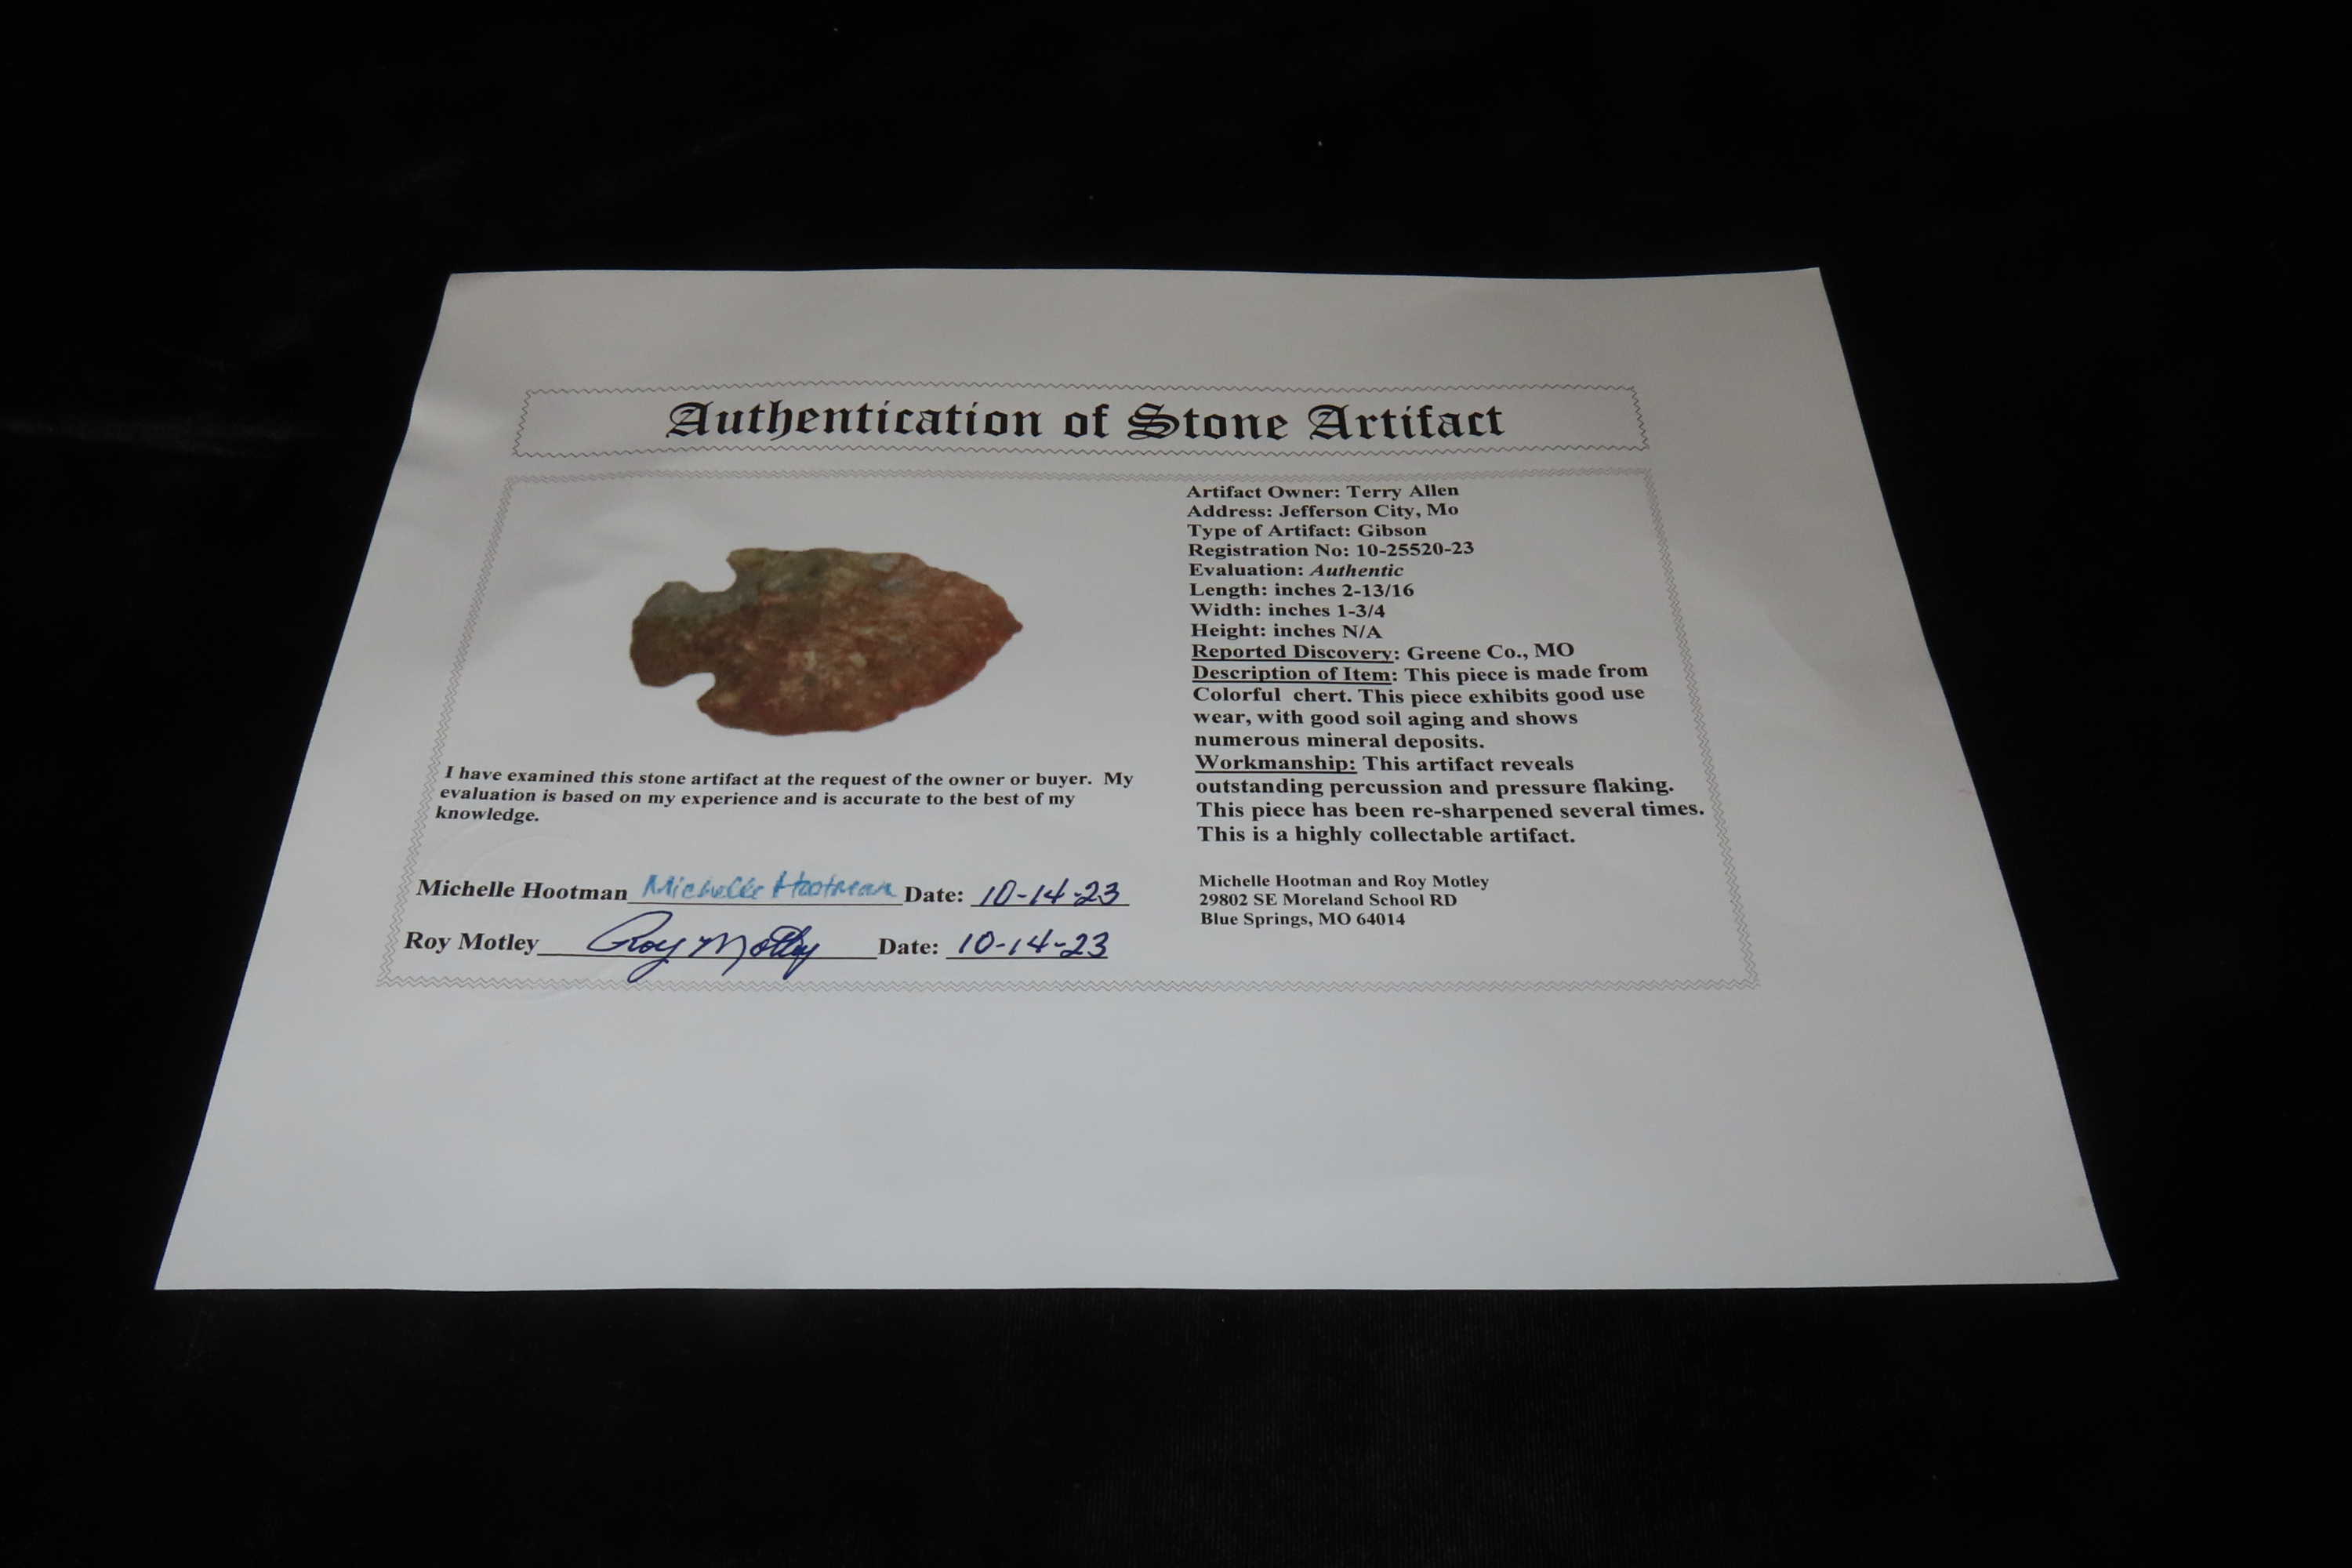 Authentication of Stone Artifact
Artifact Owner: Terry Allen
Address: Jefferson City, Mo
Type of Artifact: Gibson
Registration No: 10-25520-23
Evaluation: Authentic
Length: inches 2-13/16
Width: inches 1-3/4
Height: inches N/A
Reported Discovery: Greene Co., MO
Description of Item: This piece is made from
Colorful chert. This piece exhibits good use
wear, with good soil aging and shows
numerous mineral deposits.
Workmanship: This artifact reveals
outstanding percussion and pressure flaking.
This piece has been re-sharpened several times.
This is a highly collectable artifact.
I have examined this stone artifact at the request of the owner or buyer. My
evaluation is based on my experience and is accurate to the best of my
knowledge.
Michelle Hootman Michelle Hootman Date: 10-14-23
Roy Motley Roy Motley Date: 10-14-23
Michelle Hootman and Roy Motley
29802 SE Moreland School RD
Blue Springs, MO 64014